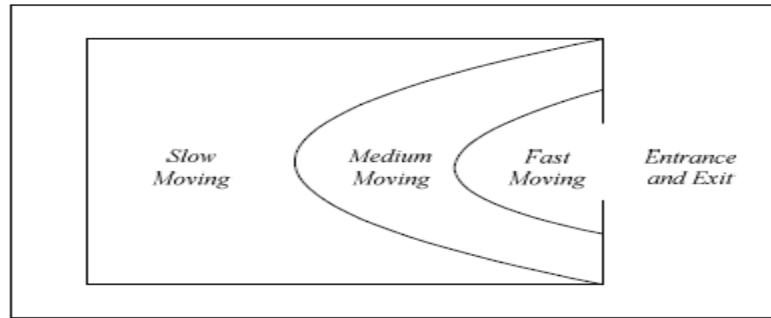 Slow
Moving
Medium
Moving
Fast
Moving
Entrance
and Exit